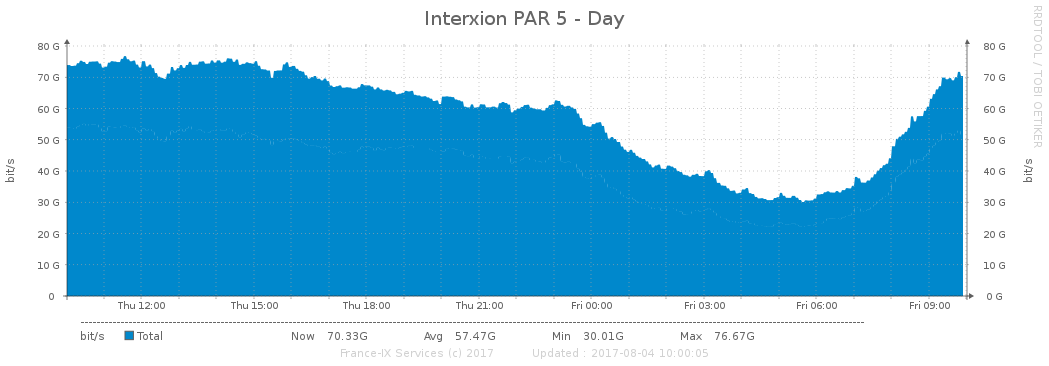 Interxion PAR 5 - Day
RRDTOOL / TOBI OETIKER
bit/s
80 G 80 G
70 G 70 G
60 G 60 G
50 G 50 G
40 G 40 G
30 G 30 G
20 G 20 G
10 G 10 G
0 0 G
bit/s
Thu 12:00 Thu 15:00 Thu 18:00 Thu 21:00 Fri 00:00 Fri 03:00 Fri 06:00 Fri 09:00
bit/s Total Now 70.33G Avg 57.47G Min 30.01G Max 76.67G
France-IX Services (c) 2017 Updated : 2017-08-04 10:00:05